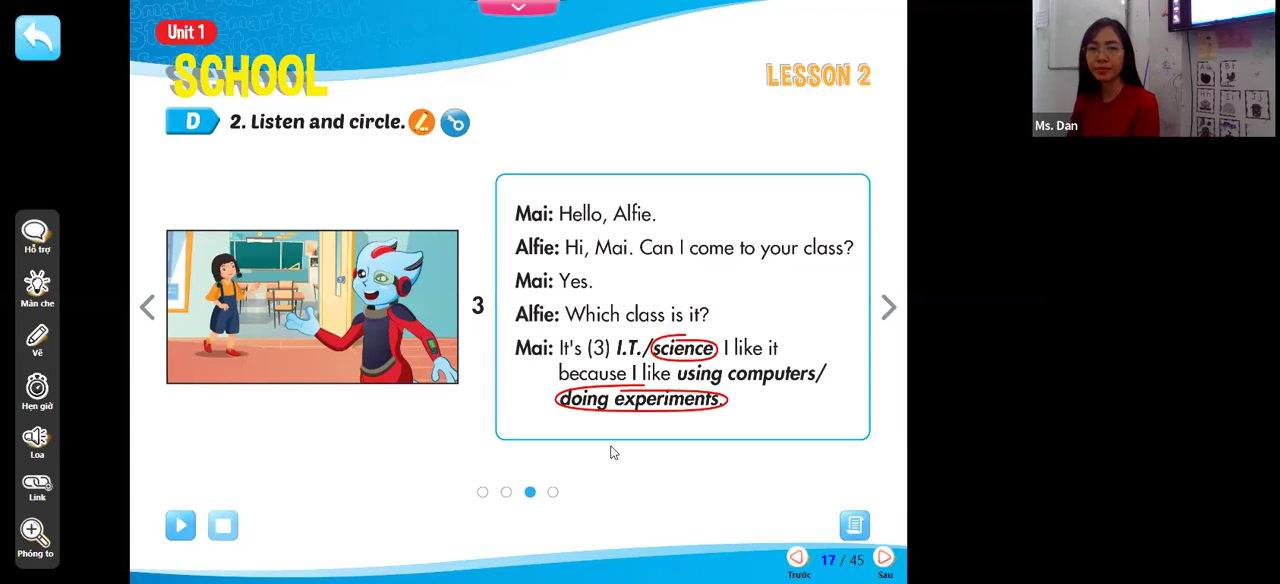 Smart Start
Unit 1
SCHOOL
LESSON 2
D 2. Listen and circle.
Mai: Hello, Alfie.
Alfie: Hi, Mai. Can I come to your class?
Mai: Yes.
3
Alfie: Which class is it?
Mai: It's (3) I.T./science I like it
because I like using computers/
doing experiments.
17 / 45
Trước
Sau
Hỗ trợ
Màn che
Vẽ
Hẹn giờ
Loa
Link
Phóng to
Ms. Dan